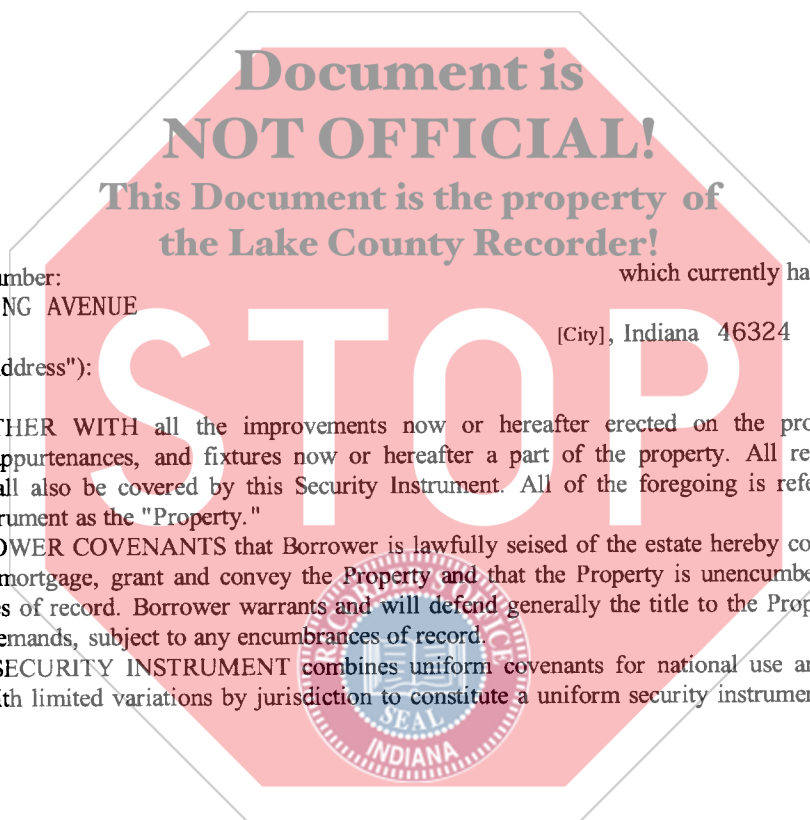 Document is
NOT OFFICIAL!
This Document is the property of
the Lake County Recorder!
umber: which currently ha
NG AVENUE
[City], Indiana 46324
ddress"):
STOP
THER WITH all the improvements now or hereafter erected on the pro
ppurtenances, and fixtures now or hereafter a part of the property. All re
all also be covered by this Security Instrument. All of the foregoing is refe
rument as the "Property."
OWER COVENANTS that Borrower is lawfully seised of the estate hereby co
mortgage, grant and convey the Property and that the Property is unencumbe
s of record. Borrower warrants and will defend generally the title to the Prop
emands, subject to any encumbrances of record.
SECURITY INSTRUMENT combines uniform covenants for national use an
ith limited variations by jurisdiction to constitute a uniform security instrumen
RECORDER'S OFFICE
SEAL
INDIANA